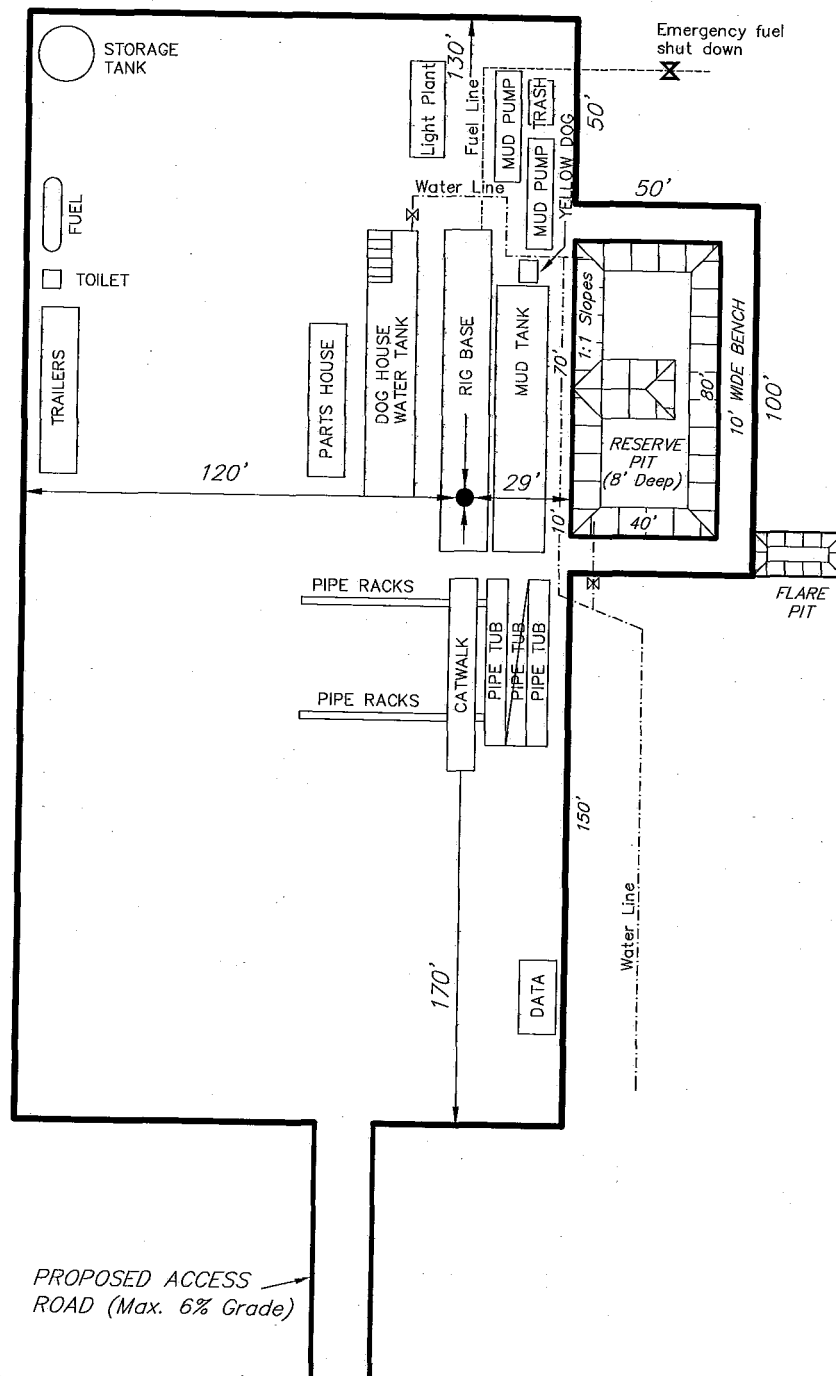 STORAGE
TANK
130'
Emergency fuel
shut down
Light Plant
Fuel Line
MUD PUMP
TRASH
50'
MUD PUMP
YELLOW DOG
Water Line
50'
FUEL
TOILET
TRAILERS
PARTS HOUSE
DOG HOUSE
WATER TANK
RIG BASE
MUD TANK
70'
1:1 Slopes
80'
10' WIDE BENCH
100'
RESERVE
PIT
(8' Deep)
120'
29'
10'
40'
FLARE
PIT
PIPE RACKS
PIPE RACKS
CATWALK
PIPE TUB
PIPE TUB
PIPE TUB
150'
Water Line
170'
DATA
PROPOSED ACCESS
ROAD (Max. 6% Grade)